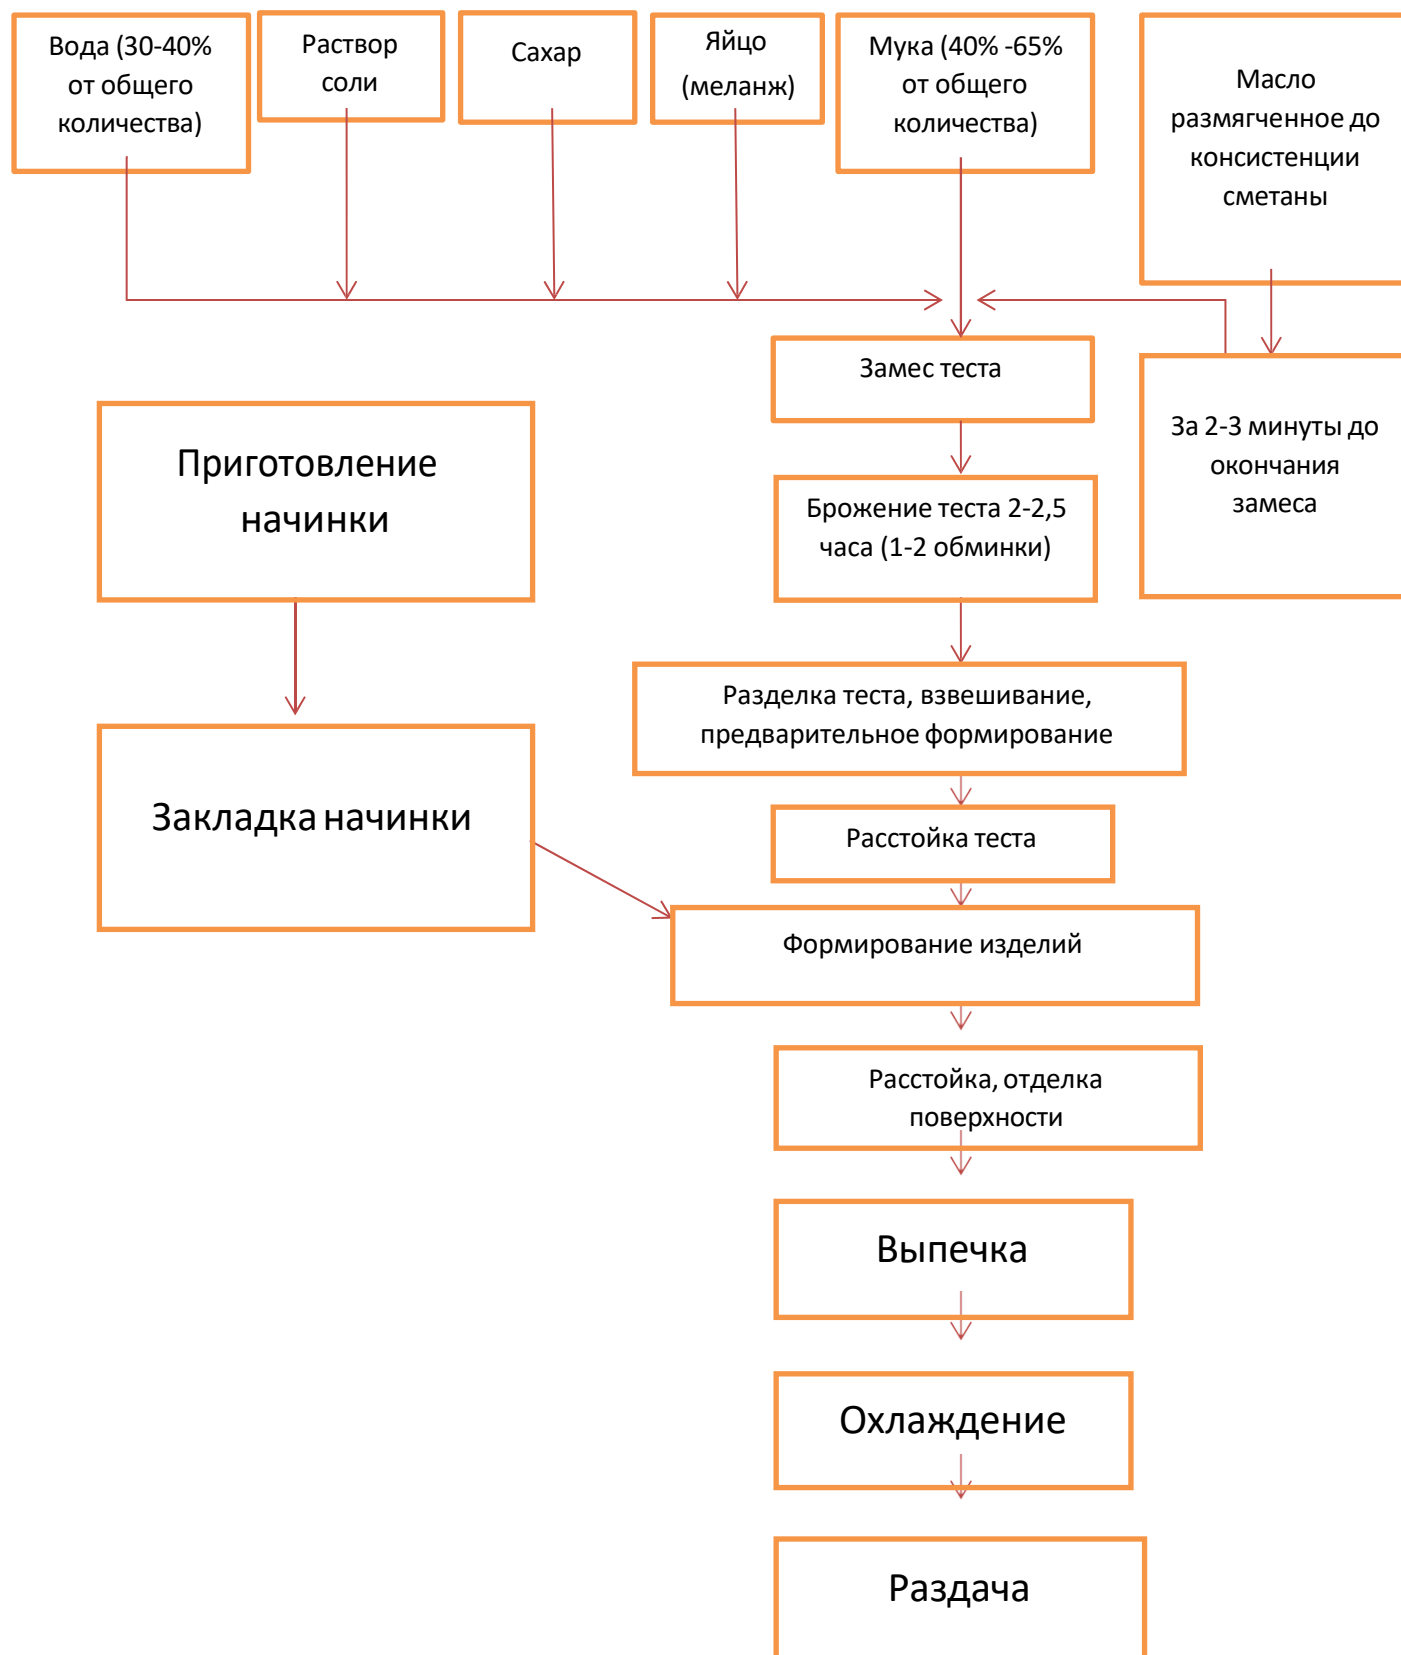 Вода (30-40%
от общего
количества)
Раствор
соли
Сахар
Яйцо
(меланж)
Мука (40% -65%
от общего
количества)
Масло
размягченное до
консистенции
сметаны
Замес теста
За 2-3 минуты до
окончания
замеса
Приготовление
начинки
Брожение теста 2-2,5
часа (1-2 обминки)
Разделка теста, взвешивание,
предварительное формирование
Закладка начинки
Расстойка теста
Формирование изделий
Расстойка, отделка
поверхности
Выпечка
Охлаждение
Раздача